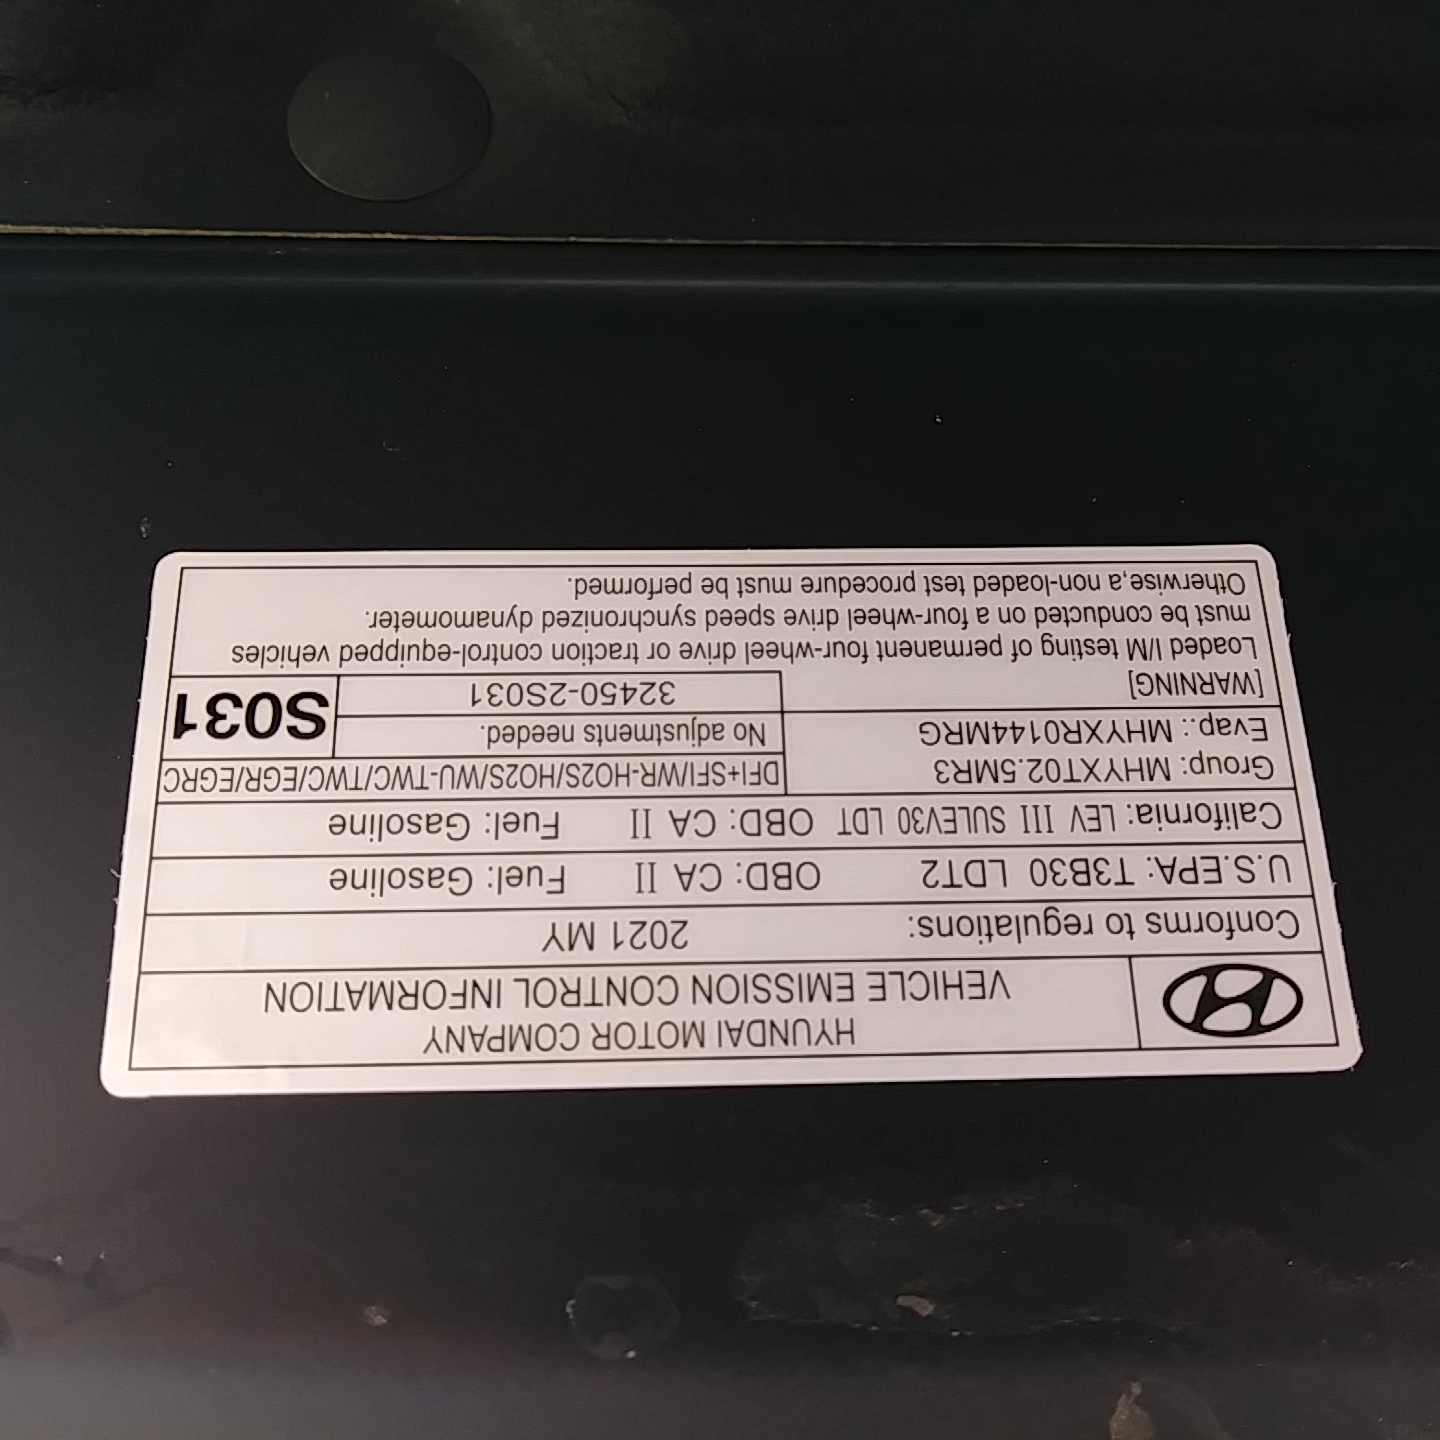 HYUNDAI MOTOR COMPANY
VEHICLE EMISSION CONTROL INFORMATION
Conforms to regulations: 2021 MY
U.S.EPA: T3B30 LDT2 OBD: CA II Fuel: Gasoline
California: LEV III SULEV30 LDT OBD: CA II Fuel: Gasoline
Group: MHYXT02.5MR3
Evap.: MHYXR0144MRG
DFI+SFI/WR-HO2S/HO2S/WU-TWC/TWC/EGR/EGRC
No adjustments needed.
32450-2S031
S031
[WARNING]
Loaded I/M testing of permanent four-wheel drive or traction control-equipped vehicles
must be conducted on a four-wheel drive speed synchronized dynamometer.
Otherwise,a non-loaded test procedure must be performed.